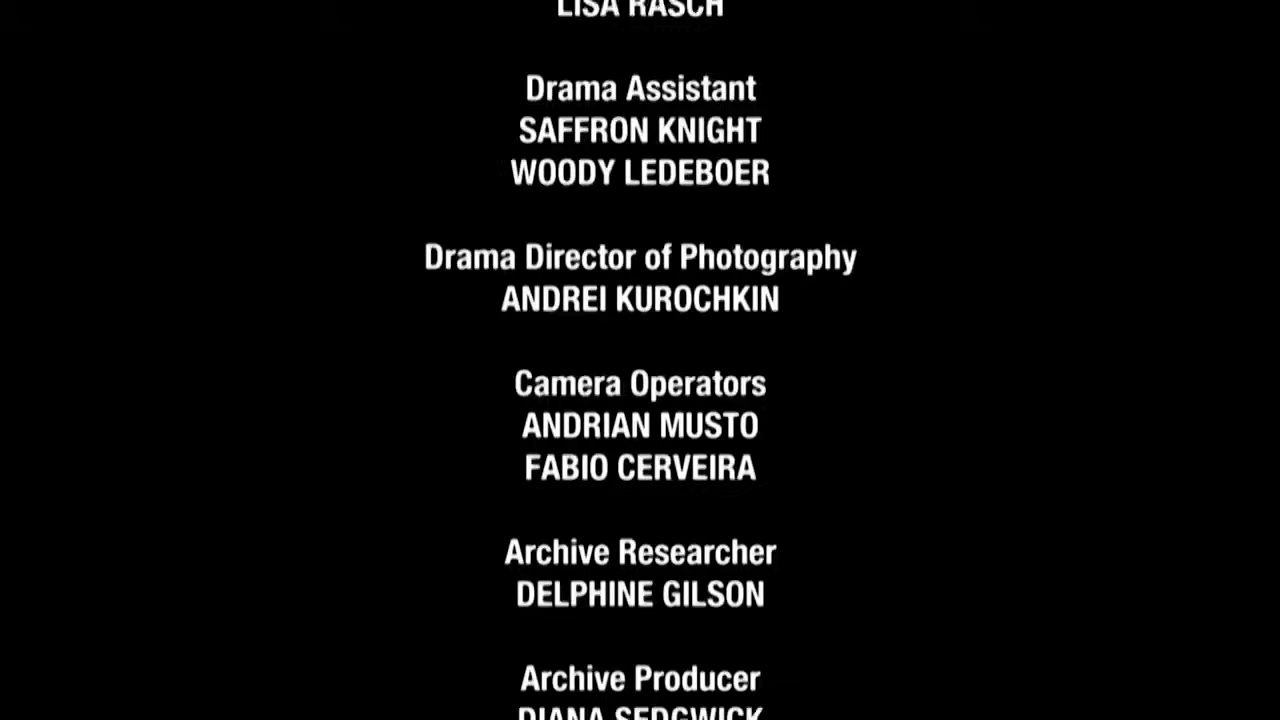 LISA RASCH
Drama Assistant
SAFFRON KNIGHT
WOODY LEDEBOER
Drama Director of Photography
ANDREI KUROCHKIN
Camera Operators
ANDRIAN MUSTO
FABIO CERVEIRA
Archive Researcher
DELPHINE GILSON
Archive Producer
DIANA SEDGWICK